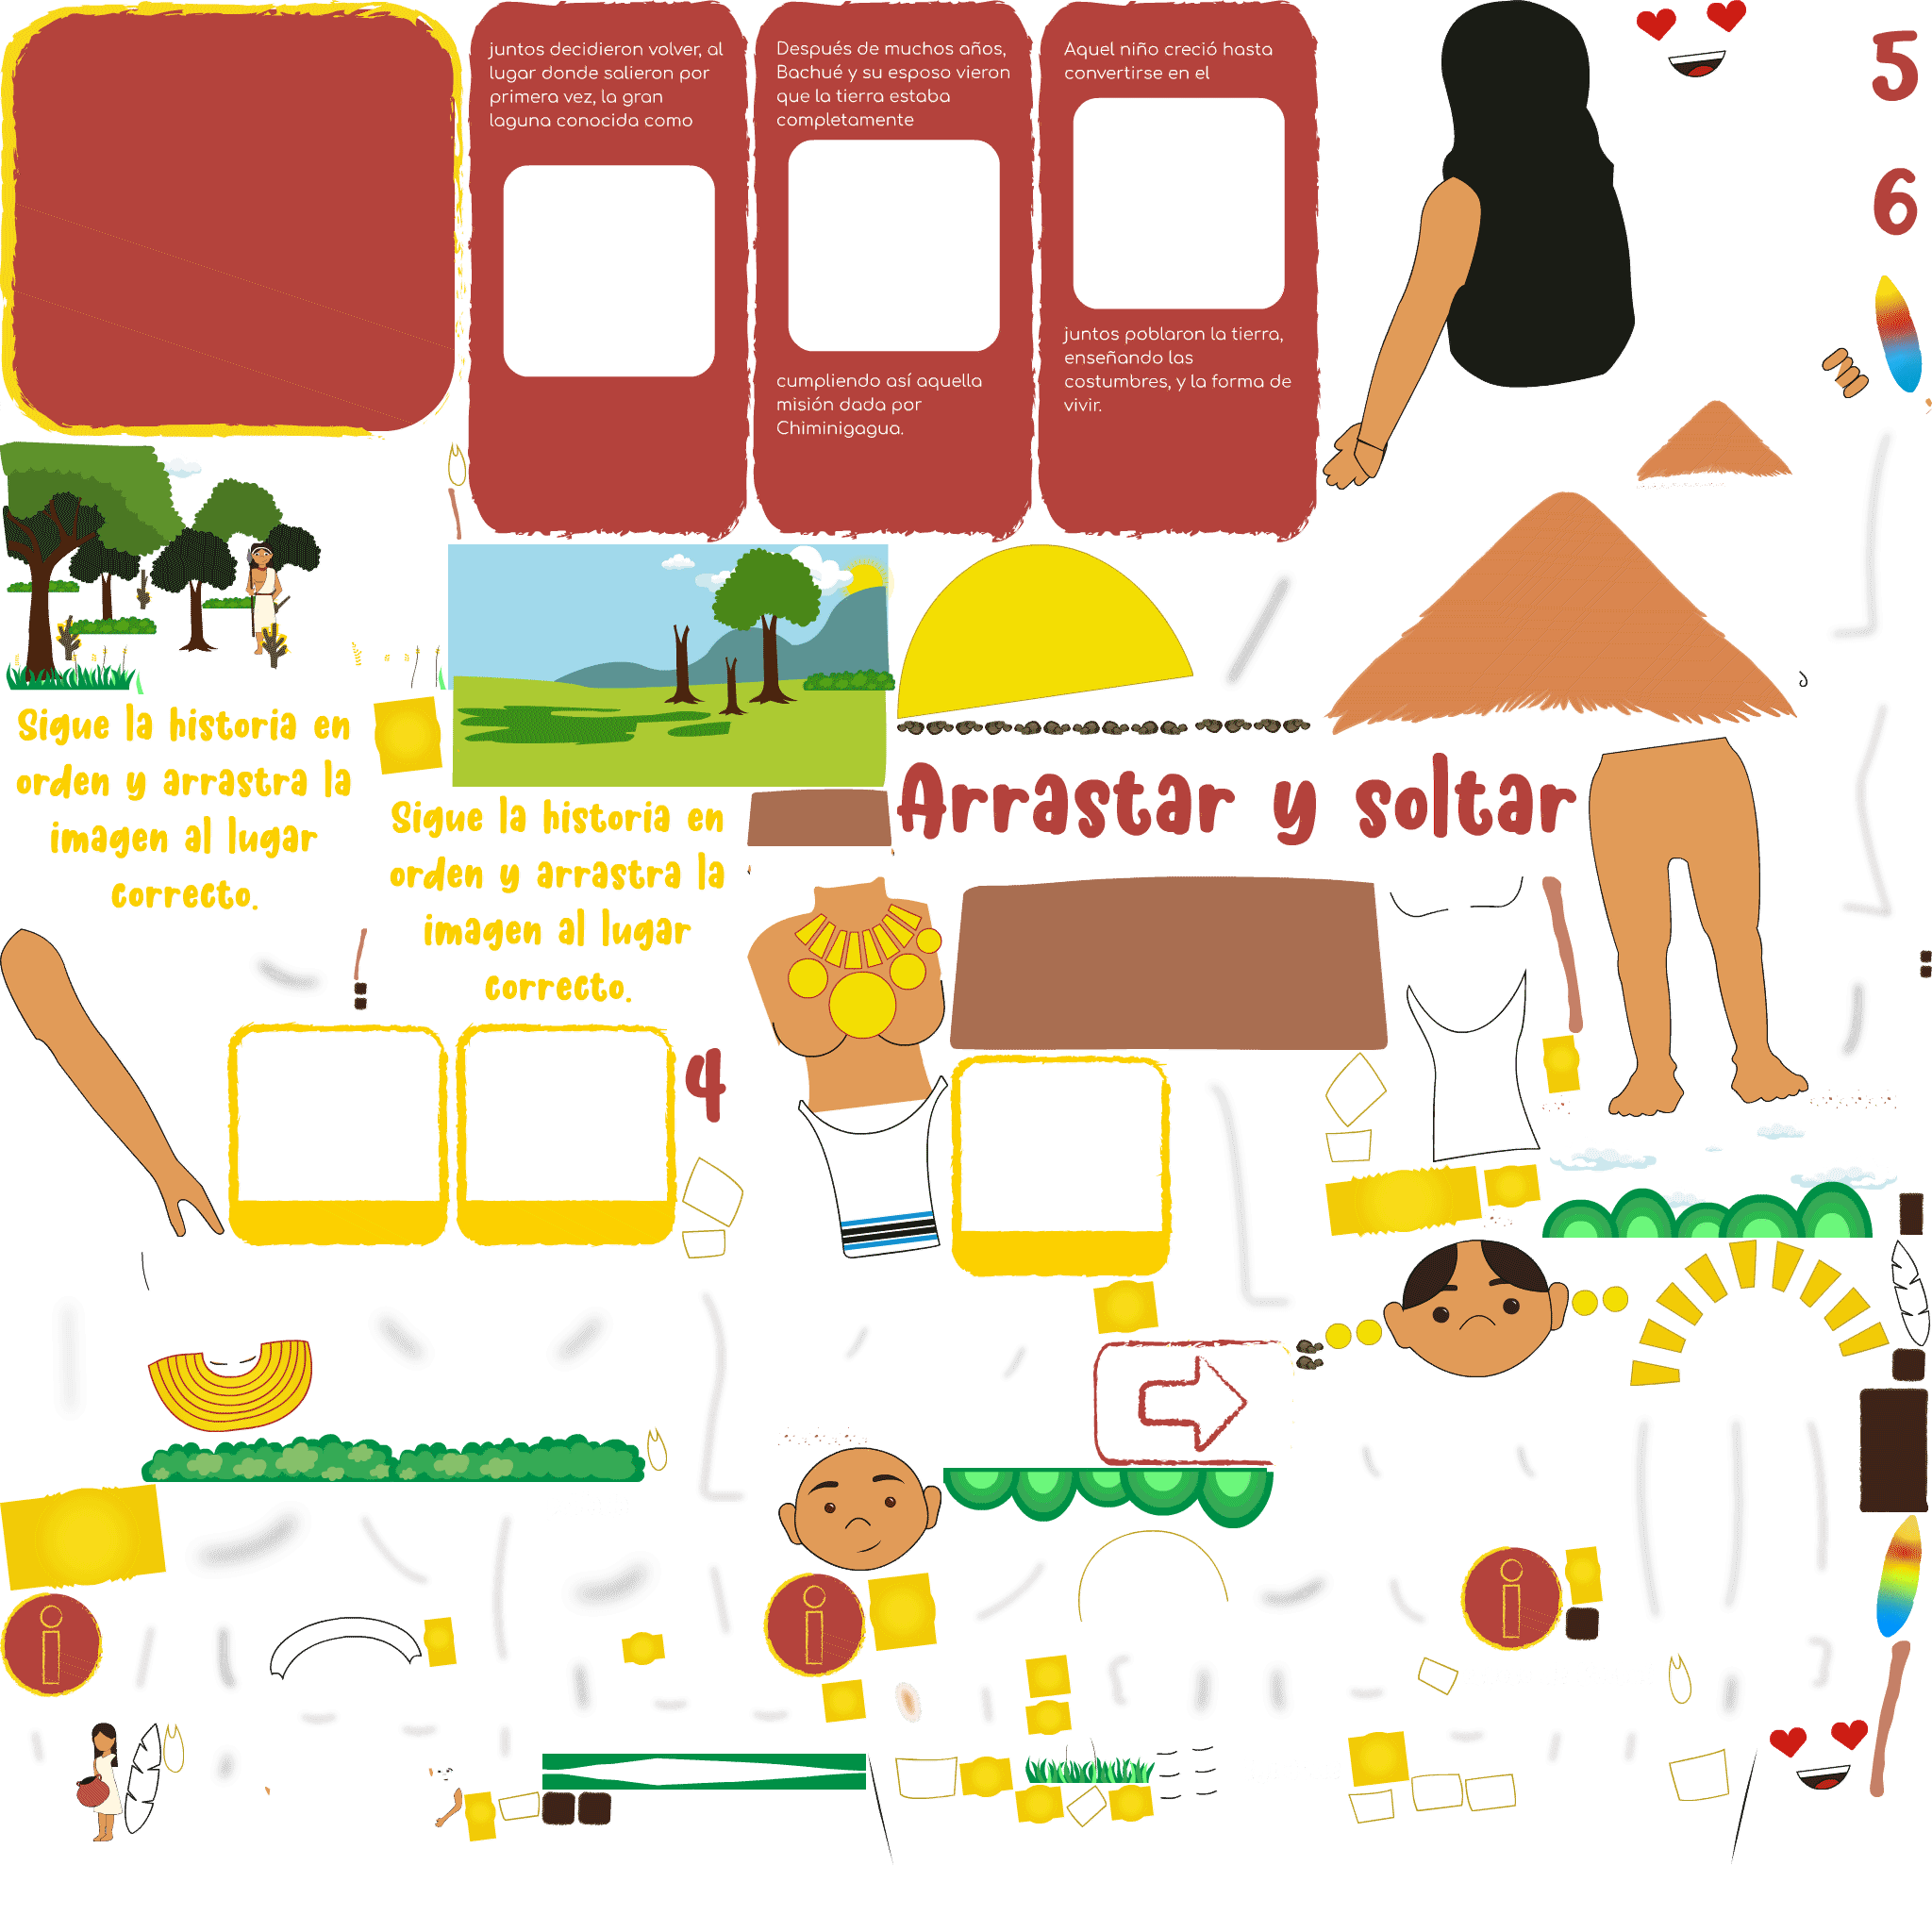 juntos decidieron volver, al
lugar donde salieron por
primera vez, la gran
laguna conocida como
Después de muchos años,
Bachué y su esposo vieron
que la tierra estaba
completamente
cumpliendo así aquella
misión dada por
Chiminigagua.
Aquel niño creció hasta
convertirse en el
juntos poblaron la tierra,
enseñando las
costumbres, y la forma de
vivir.
5
6
Sigue la historia en
orden y arrastra la
imagen al lugar
correcto.
Sigue la historia en
orden y arrastra la
imagen al lugar
correcto.
Arrastar y soltar
4
i
i
i